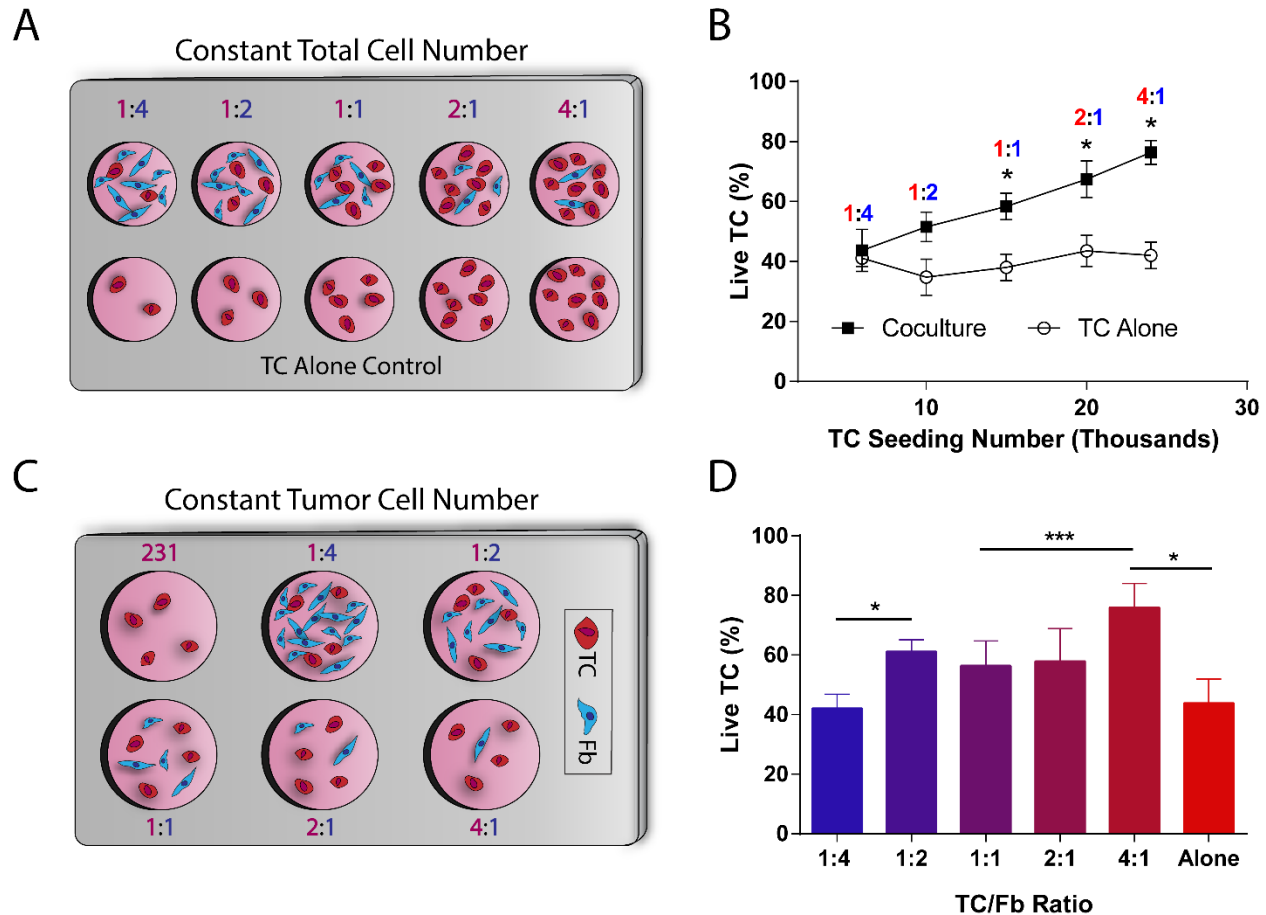 A
Constant Total Cell Number
1:4 1:2 1:1 2:1 4:1
TC Alone Control
B
100
80
60
40
20
0
Live TC (%)
1:4
1:2
1:1
*
2:1
*
4:1
*
Coculture TC Alone
10 20 30
TC Seeding Number (Thousands)
C
Constant Tumor Cell Number
231 1:4 1:2
TC
Fb
1:1 2:1 4:1
D
100
80
60
40
20
0
Live TC (%)
*
***
*
1:4 1:2 1:1 2:1 4:1 Alone
TC/Fb Ratio